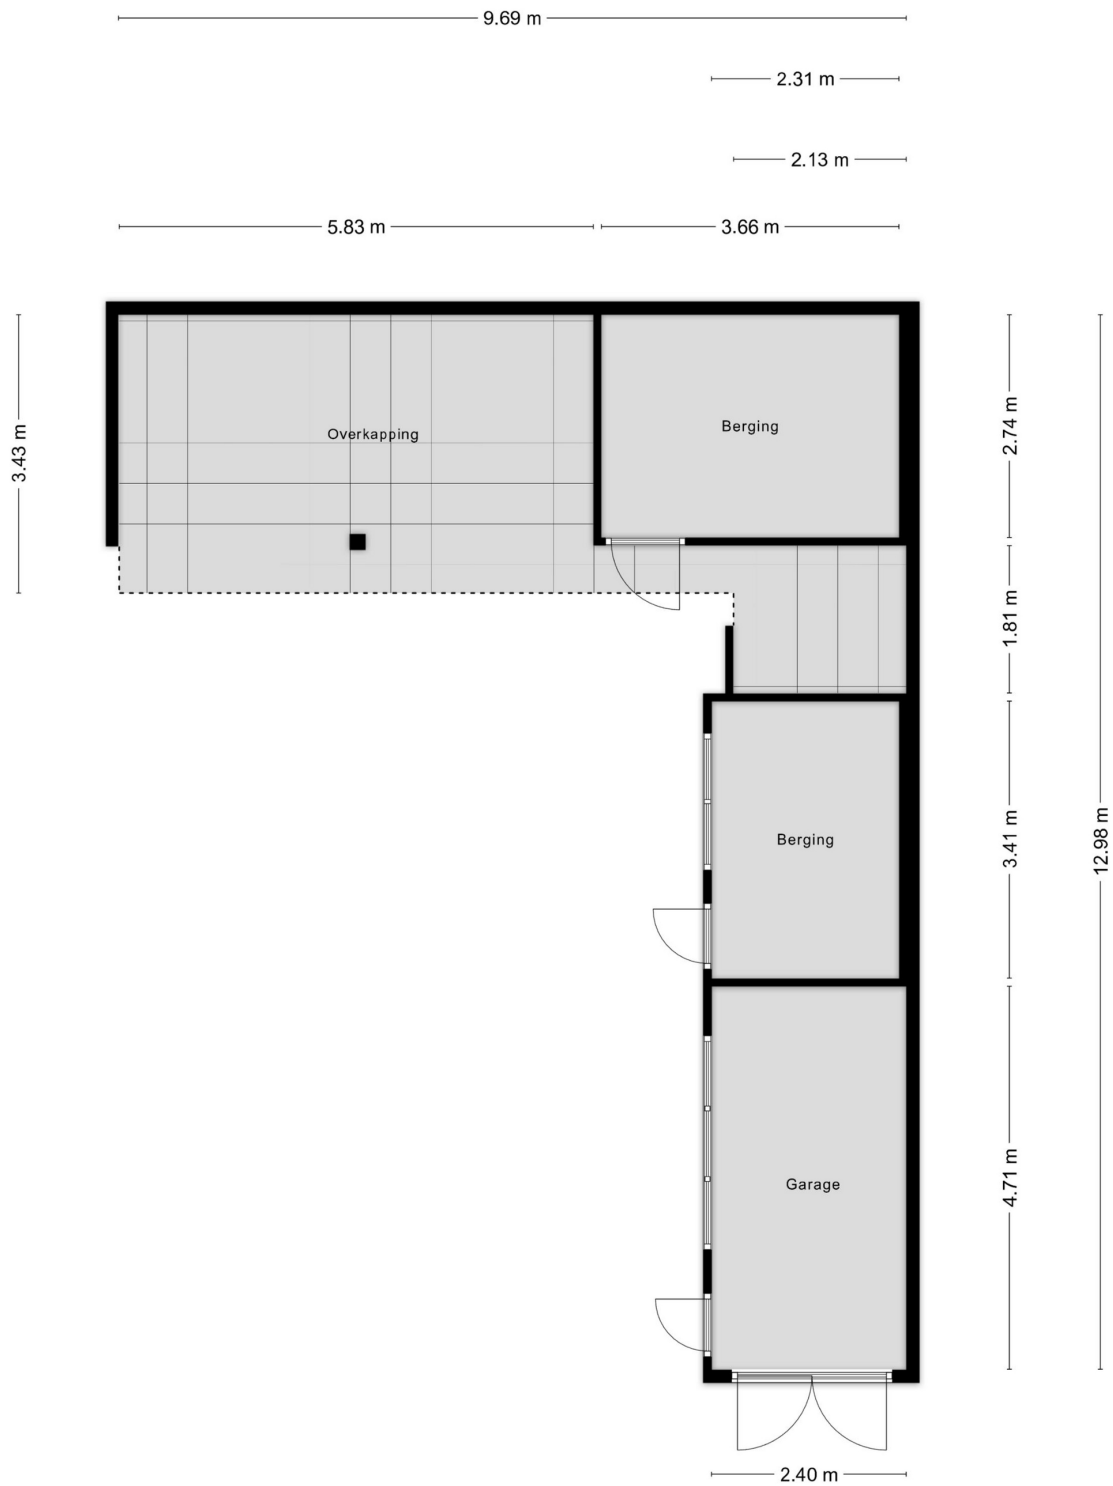 9.69 m
2.31 m
2.13 m
5.83 m
3.66 m
3.43 m
Overkapping
Berging
2.74 m
1.81 m
Berging
3.41 m
12.98 m
Garage
4.71 m
2.40 m